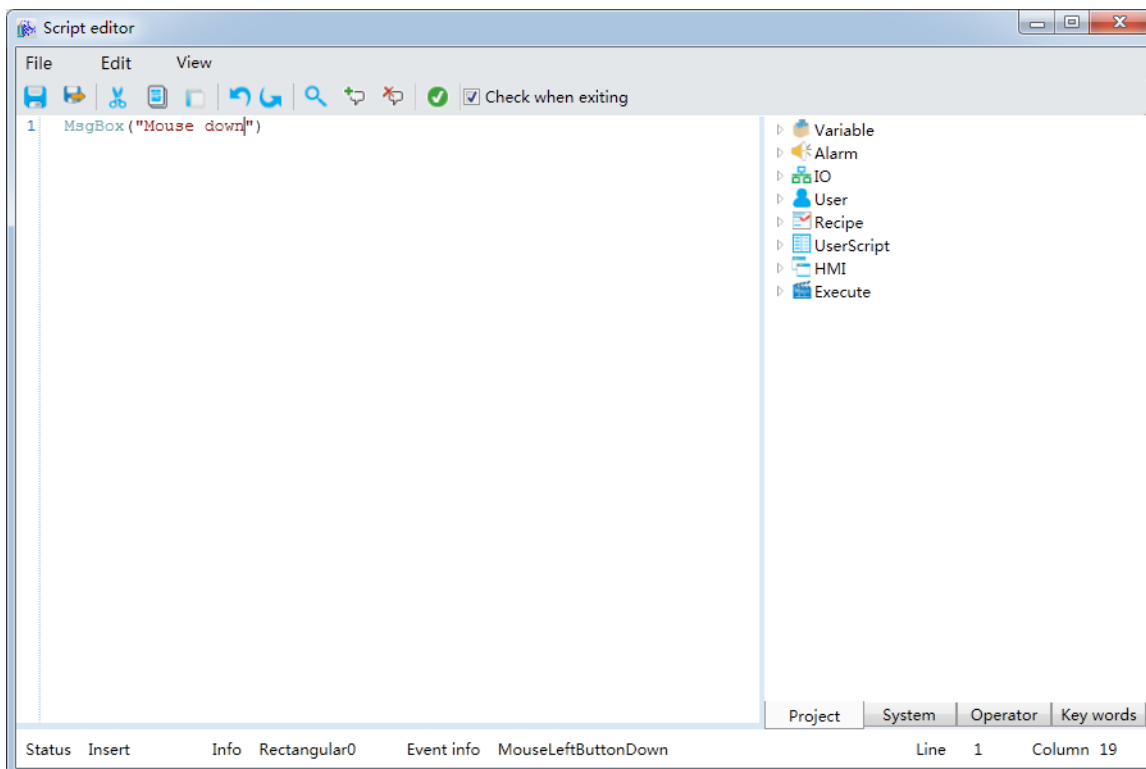 Script editor
File Edit View
Check when exiting
1 MsgBox("Mouse down")
Variable
Alarm
IO
User
Recipe
UserScript
HMI
Execute
Project System Operator Key words
Status Insert Info Rectangular0 Event info MouseLeftButtonDown Line 1 Column 19